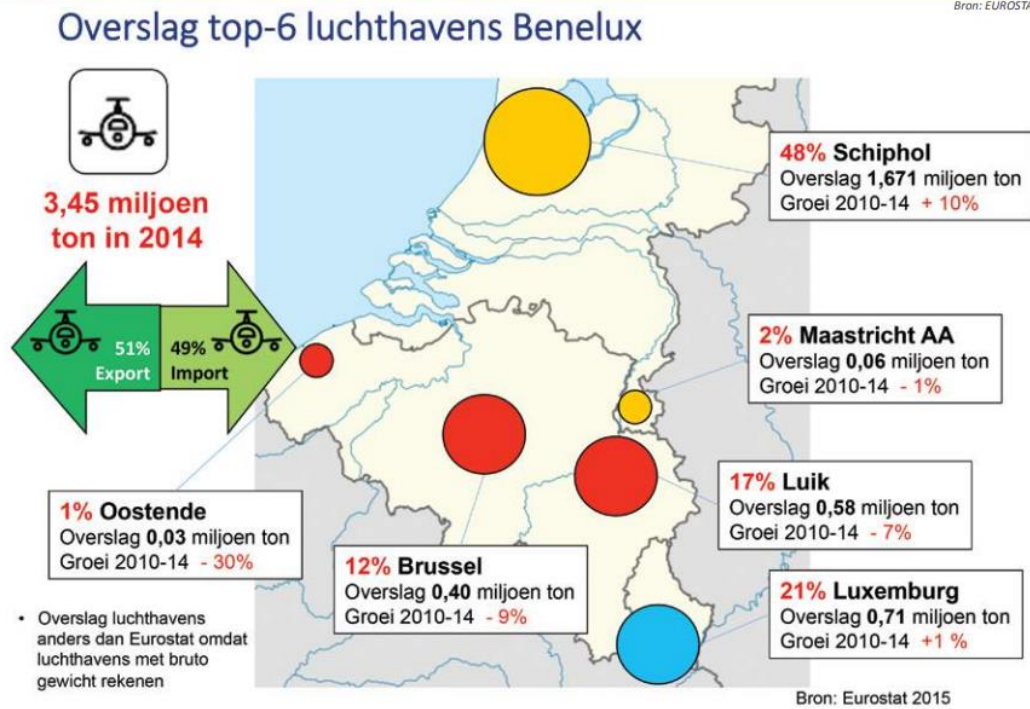 Bron: EUROSTA
Overslag top-6 luchthavens Benelux
3,45 miljoen
ton in 2014
51%
Export
49%
Import
48% Schiphol
Overslag 1,671 miljoen ton
Groei 2010-14 + 10%
2% Maastricht AA
Overslag 0,06 miljoen ton
Groei 2010-14 - 1%
17% Luik
Overslag 0,58 miljoen ton
Groei 2010-14 - 7%
1% Oostende
Overslag 0,03 miljoen ton
Groei 2010-14 - 30%
12% Brussel
Overslag 0,40 miljoen ton
Groei 2010-14 - 9%
21% Luxemburg
Overslag 0,71 miljoen ton
Groei 2010-14 +1 %
• Overslag luchthavens
anders dan Eurostat omdat
luchthavens met bruto
gewicht rekenen
Bron: Eurostat 2015